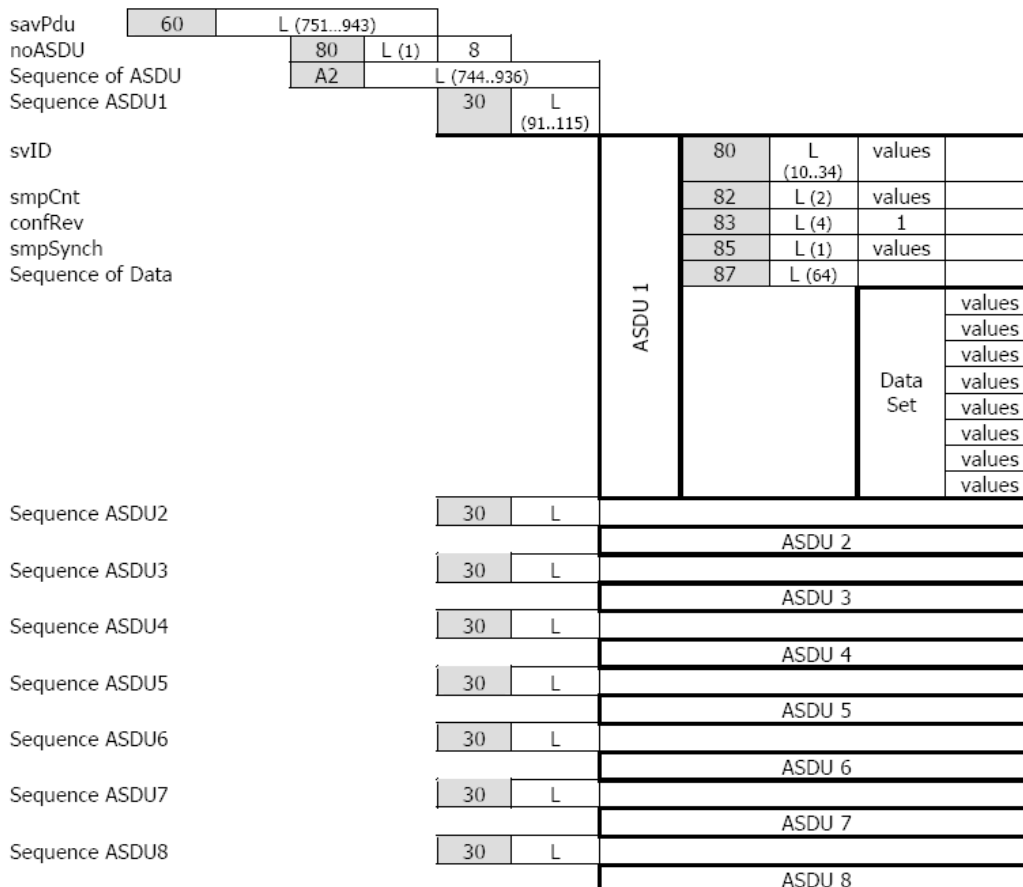 savPdu 60 L (751...943)
noASDU 80 L (1) 8
Sequence of ASDU A2 L (744..936)
Sequence ASDU1 30 L (91..115)
svID 80 L (10..34) values
smpCnt 82 L (2) values
confRev 83 L (4) 1
smpSynch 85 L (1) values
Sequence of Data 87 L (64)
ASDU 1
Data Set
values
values
values
values
values
values
values
values
Sequence ASDU2 30 L
ASDU 2
Sequence ASDU3 30 L
ASDU 3
Sequence ASDU4 30 L
ASDU 4
Sequence ASDU5 30 L
ASDU 5
Sequence ASDU6 30 L
ASDU 6
Sequence ASDU7 30 L
ASDU 7
Sequence ASDU8 30 L
ASDU 8